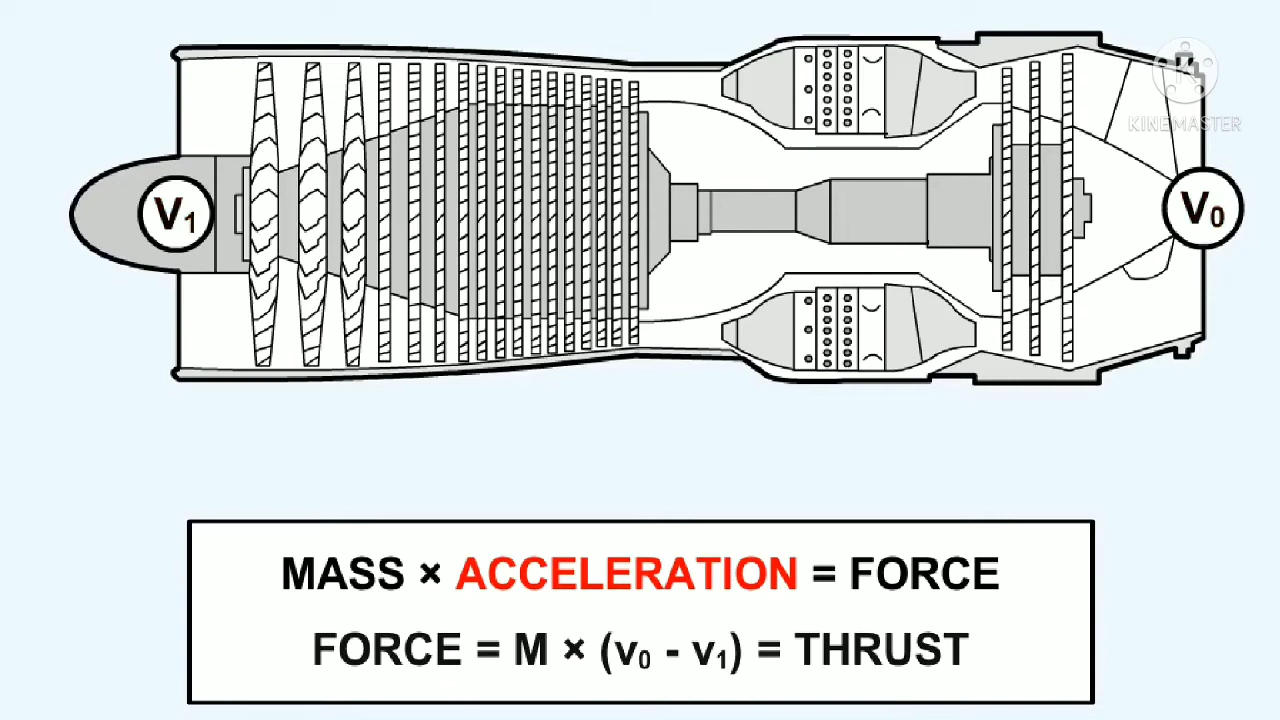 KINEMASTER
V₁
V₀
MASS × ACCELERATION = FORCE
FORCE = M × (v₀ - v₁) = THRUST